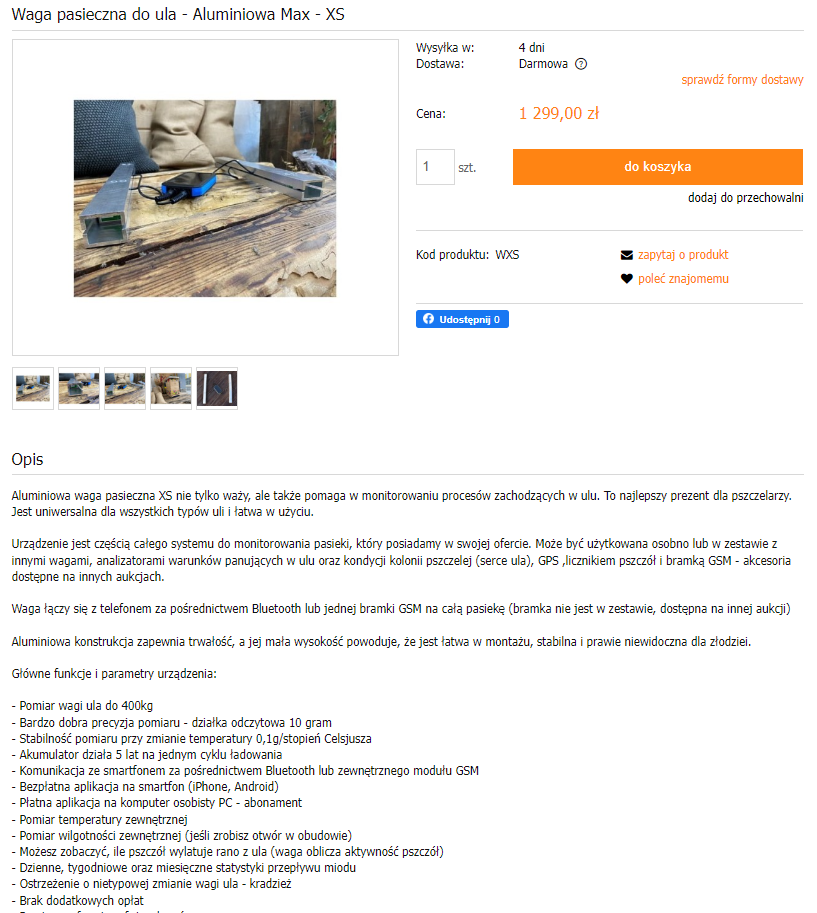 Waga pasieczna do ula - Aluminiowa Max - XS
Wysyłka w: 4 dni
Dostawa: Darmowa
sprawdź formy dostawy
Cena: 1 299,00 zł
1 szt. do koszyka
dodaj do przechowalni
Kod produktu: WXS
zapytaj o produkt
poleć znajomemu
Udostępnij 0
Opis
Aluminiowa waga pasieczna XS nie tylko waży, ale także pomaga w monitorowaniu procesów zachodzących w ulu. To najlepszy prezent dla pszczelarzy.
Jest uniwersalna dla wszystkich typów uli i łatwa w użyciu.
Urządzenie jest częścią całego systemu do monitorowania pasieki, który posiadamy w swojej ofercie. Może być użytkowana osobno lub w zestawie z
innymi wagami, analizatorami warunków panujących w ulu oraz kondycji kolonii pszczelej (serce ula), GPS ,licznikiem pszczół i bramką GSM - akcesoria
dostępne na innych aukcjach.
Waga łączy się z telefonem za pośrednictwem Bluetooth lub jednej bramki GSM na całą pasiekę (bramka nie jest w zestawie, dostępna na innej aukcji)
Aluminiowa konstrukcja zapewnia trwałość, a jej mała wysokość powoduje, że jest łatwa w montażu, stabilna i prawie niewidoczna dla złodziei.
Główne funkcje i parametry urządzenia:
- Pomiar wagi ula do 400kg
- Bardzo dobra precyzja pomiaru - działka odczytowa 10 gram
- Stabilność pomiaru przy zmianie temperatury 0,1g/stopień Celsjusza
- Akumulator działa 5 lat na jednym cyklu ładowania
- Komunikacja ze smartfonem za pośrednictwem Bluetooth lub zewnętrznego modułu GSM
- Bezpłatna aplikacja na smartfon (iPhone, Android)
- Płatna aplikacja na komputer osobisty PC - abonament
- Pomiar temperatury zewnętrznej
- Pomiar wilgotności zewnętrznej (jeśli zrobisz otwór w obudowie)
- Możesz zobaczyć, ile pszczół wylatuje rano z ula (waga oblicza aktywność pszczół)
- Dzienne, tygodniowe oraz miesięczne statystyki przepływu miodu
- Ostrzeżenie o nietypowej zmianie wagi ula - kradzież
- Brak dodatkowych opłat